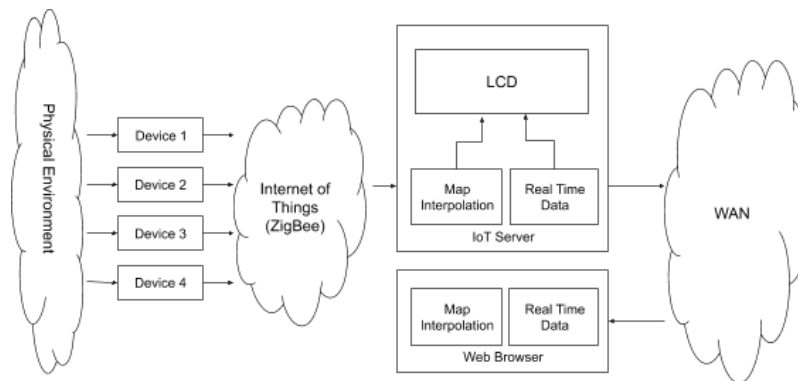 Physical Environment
Device 1
Device 2
Device 3
Device 4
Internet of
Things
(ZigBee)
LCD
Map
Interpolation
Real Time
Data
IoT Server
Map
Interpolation
Real Time
Data
Web Browser
WAN